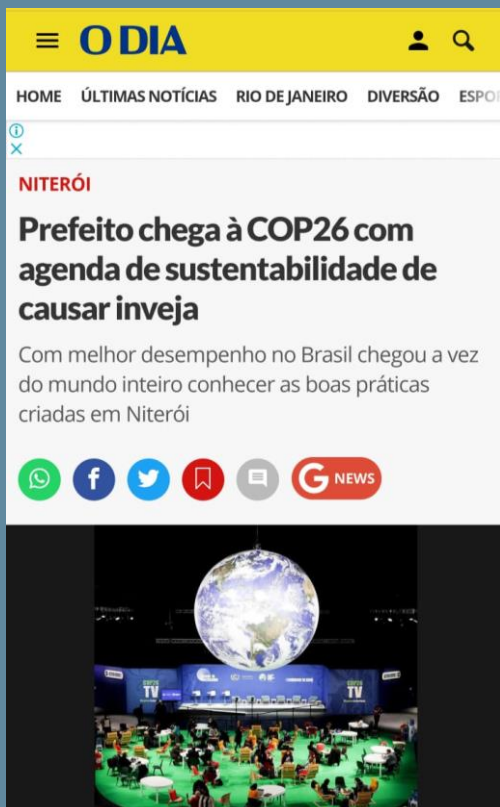 O DIA
HOME ÚLTIMAS NOTÍCIAS RIO DE JANEIRO DIVERSÃO
NITERÓI
Prefeito chega à COP26 com
agenda de sustentabilidade de
causar inveja
Com melhor desempenho no Brasil chegou a vez
do mundo inteiro conhecer as boas práticas
criadas em Niterói
G NEWS
COP26 TV COP26 TV